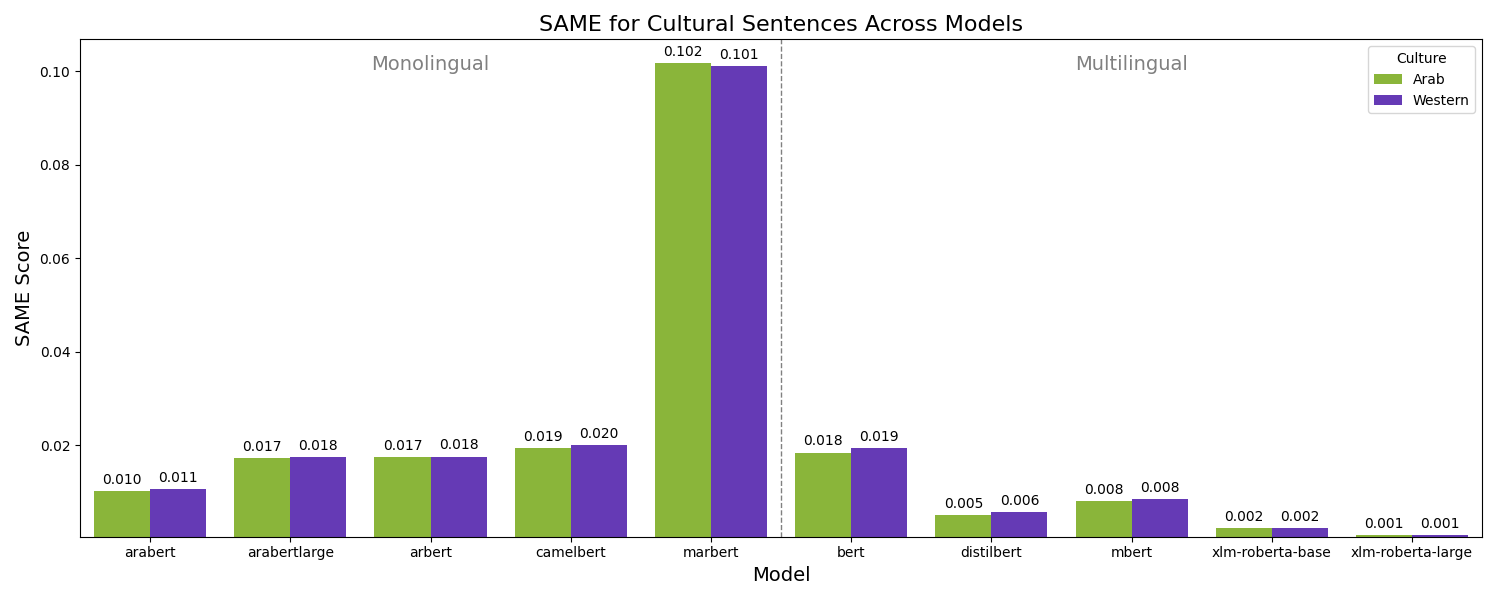 SAME for Cultural Sentences Across Models
Monolingual
Multilingual
Culture
Arab
Western
SAME Score
0.10
0.08
0.06
0.04
0.02
0.010
0.011
0.017
0.018
0.017
0.018
0.019
0.020
0.102
0.101
0.018
0.019
0.005
0.006
0.008
0.008
0.002
0.002
0.001
0.001
arabert
arabertlarge
arbert
camelbert
marbert
bert
distilbert
mbert
xlm-roberta-base
xlm-roberta-large
Model